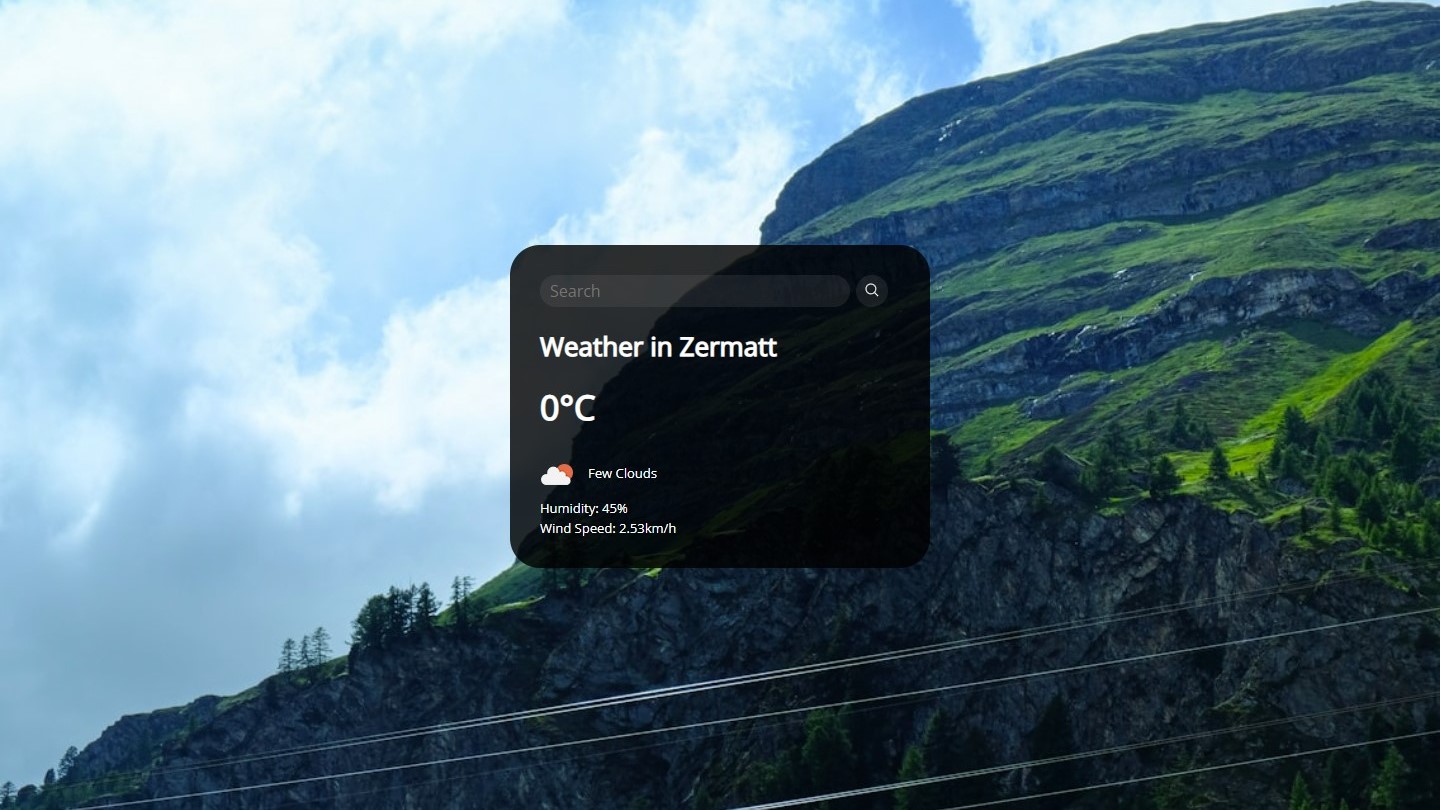 Search
Weather in Zermatt
0°C
Few Clouds
Humidity: 45%
Wind Speed: 2.53km/h